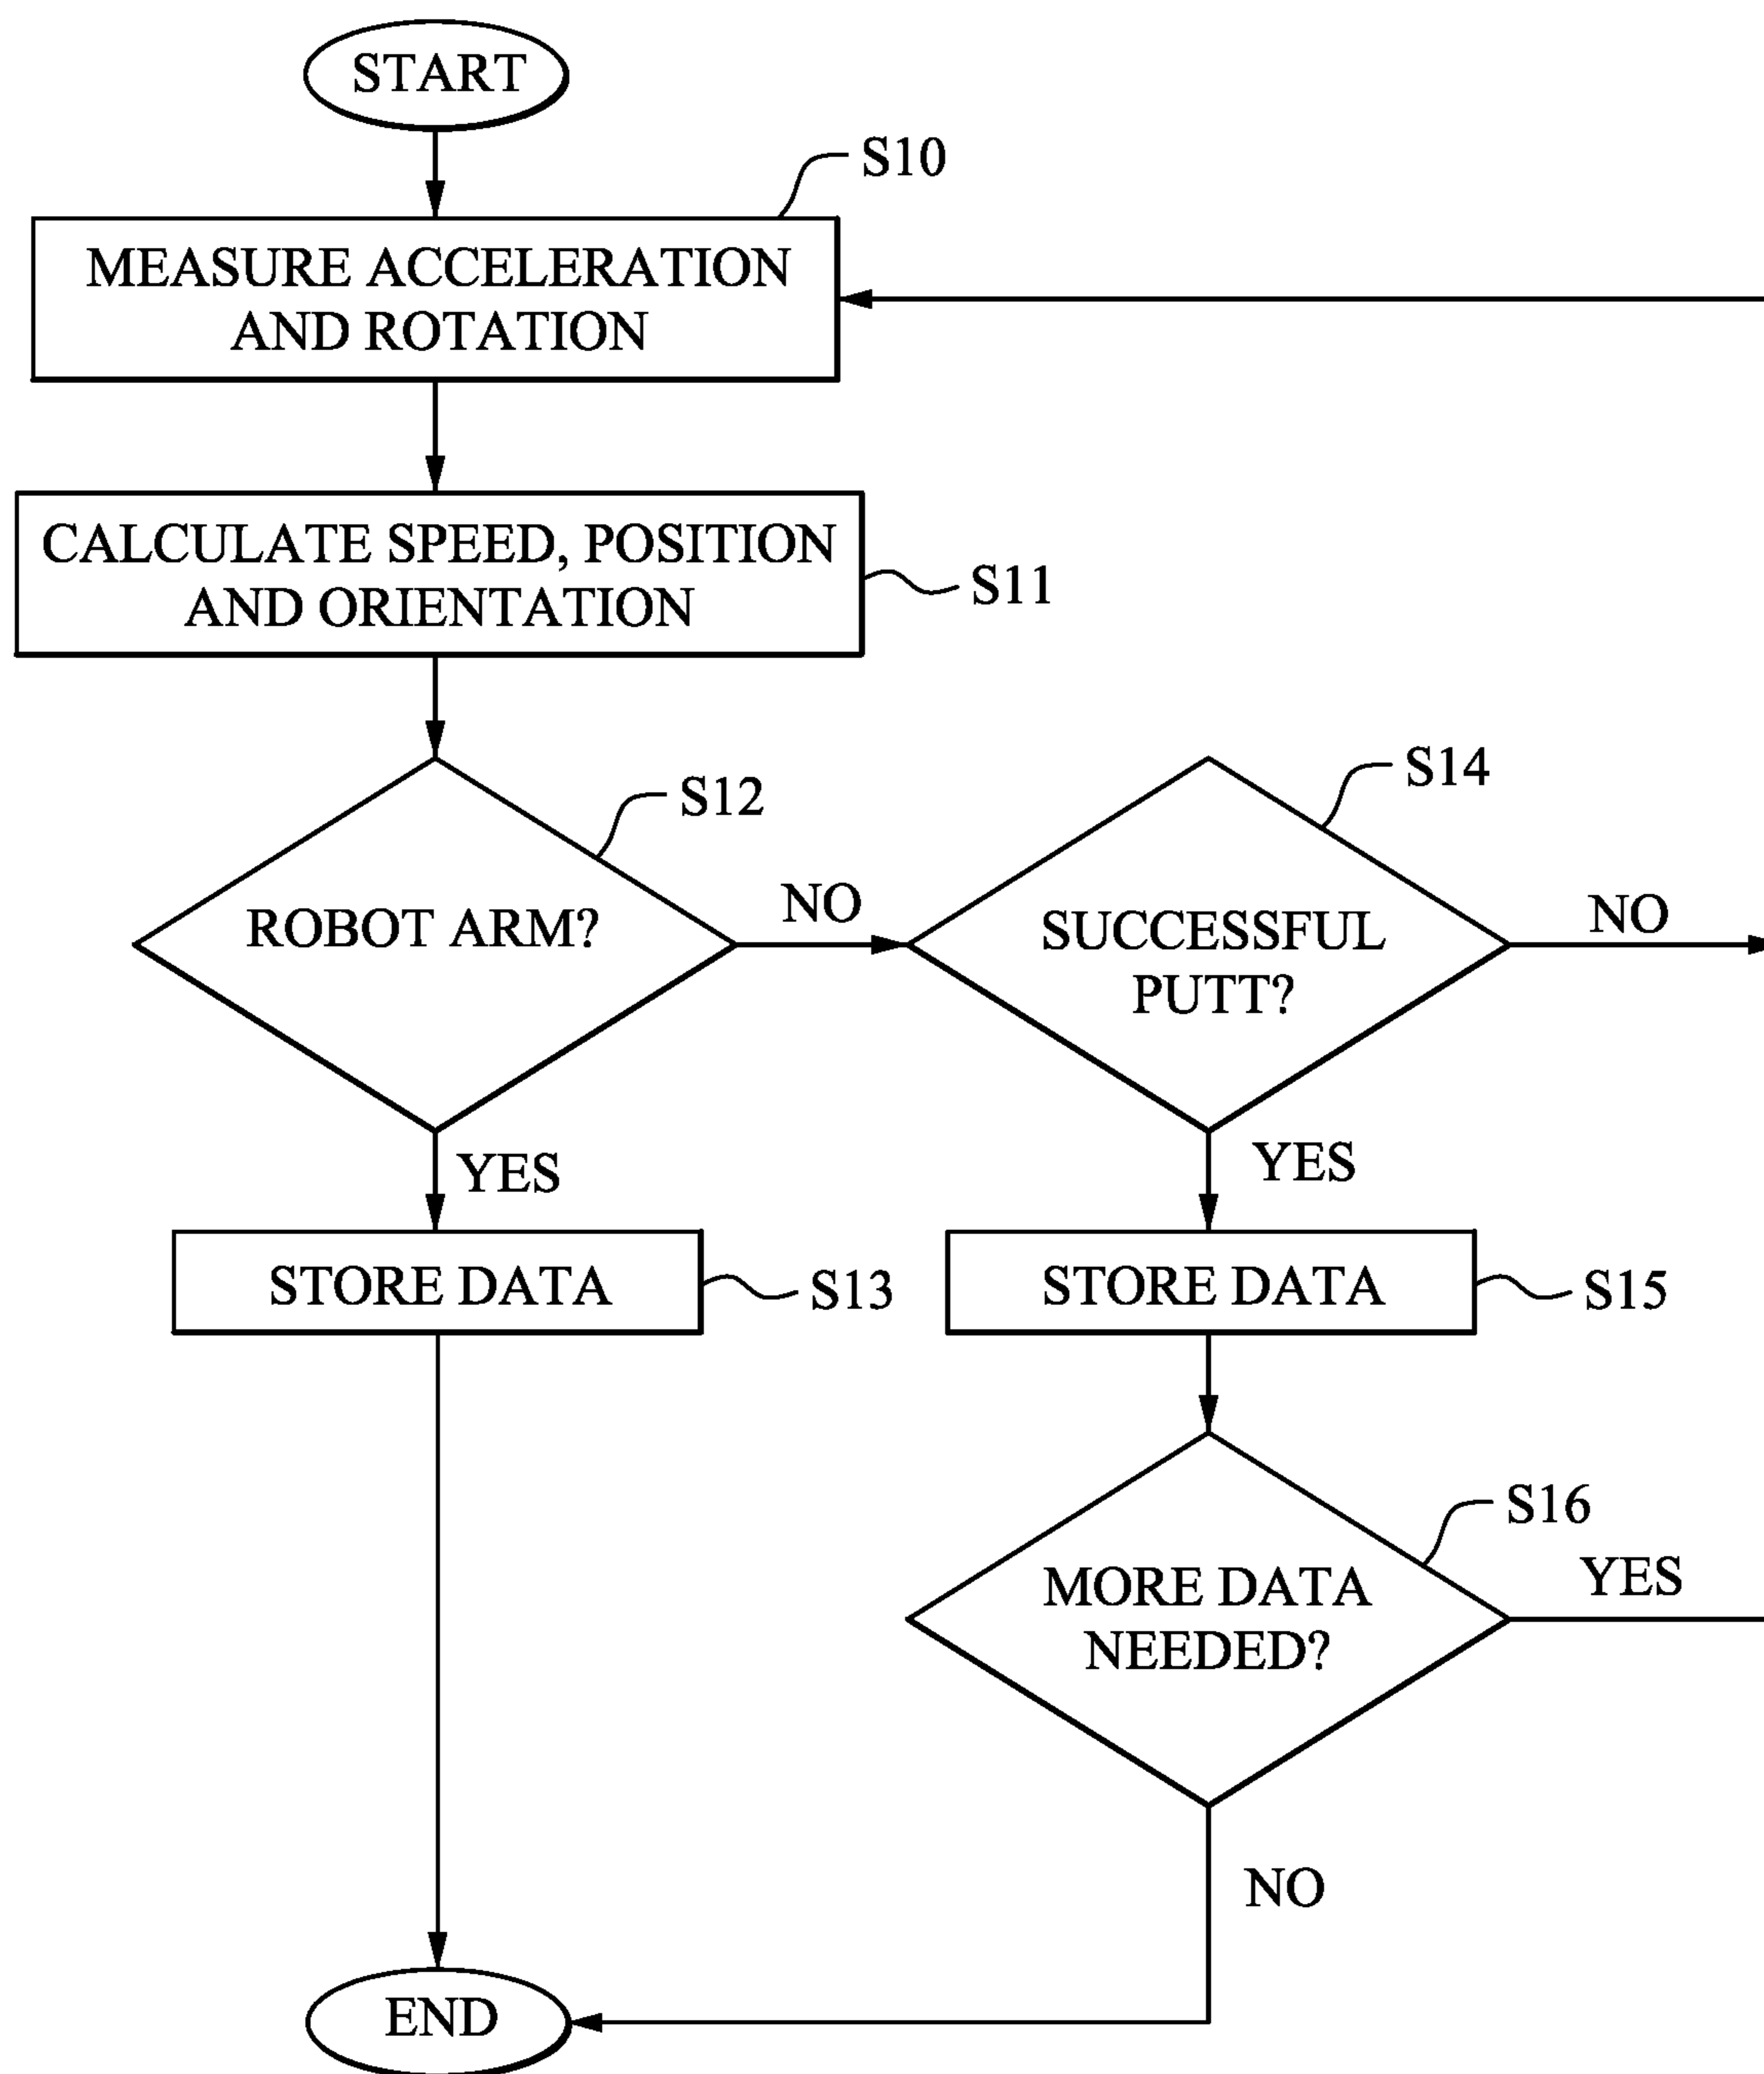 START
S10
MEASURE ACCELERATION
AND ROTATION
CALCULATE SPEED, POSITION
AND ORIENTATION
S11
S12
ROBOT ARM?
NO
S14
SUCCESSFUL
PUTT?
NO
YES
YES
STORE DATA
S13
STORE DATA
S15
S16
MORE DATA
NEEDED?
YES
NO
END